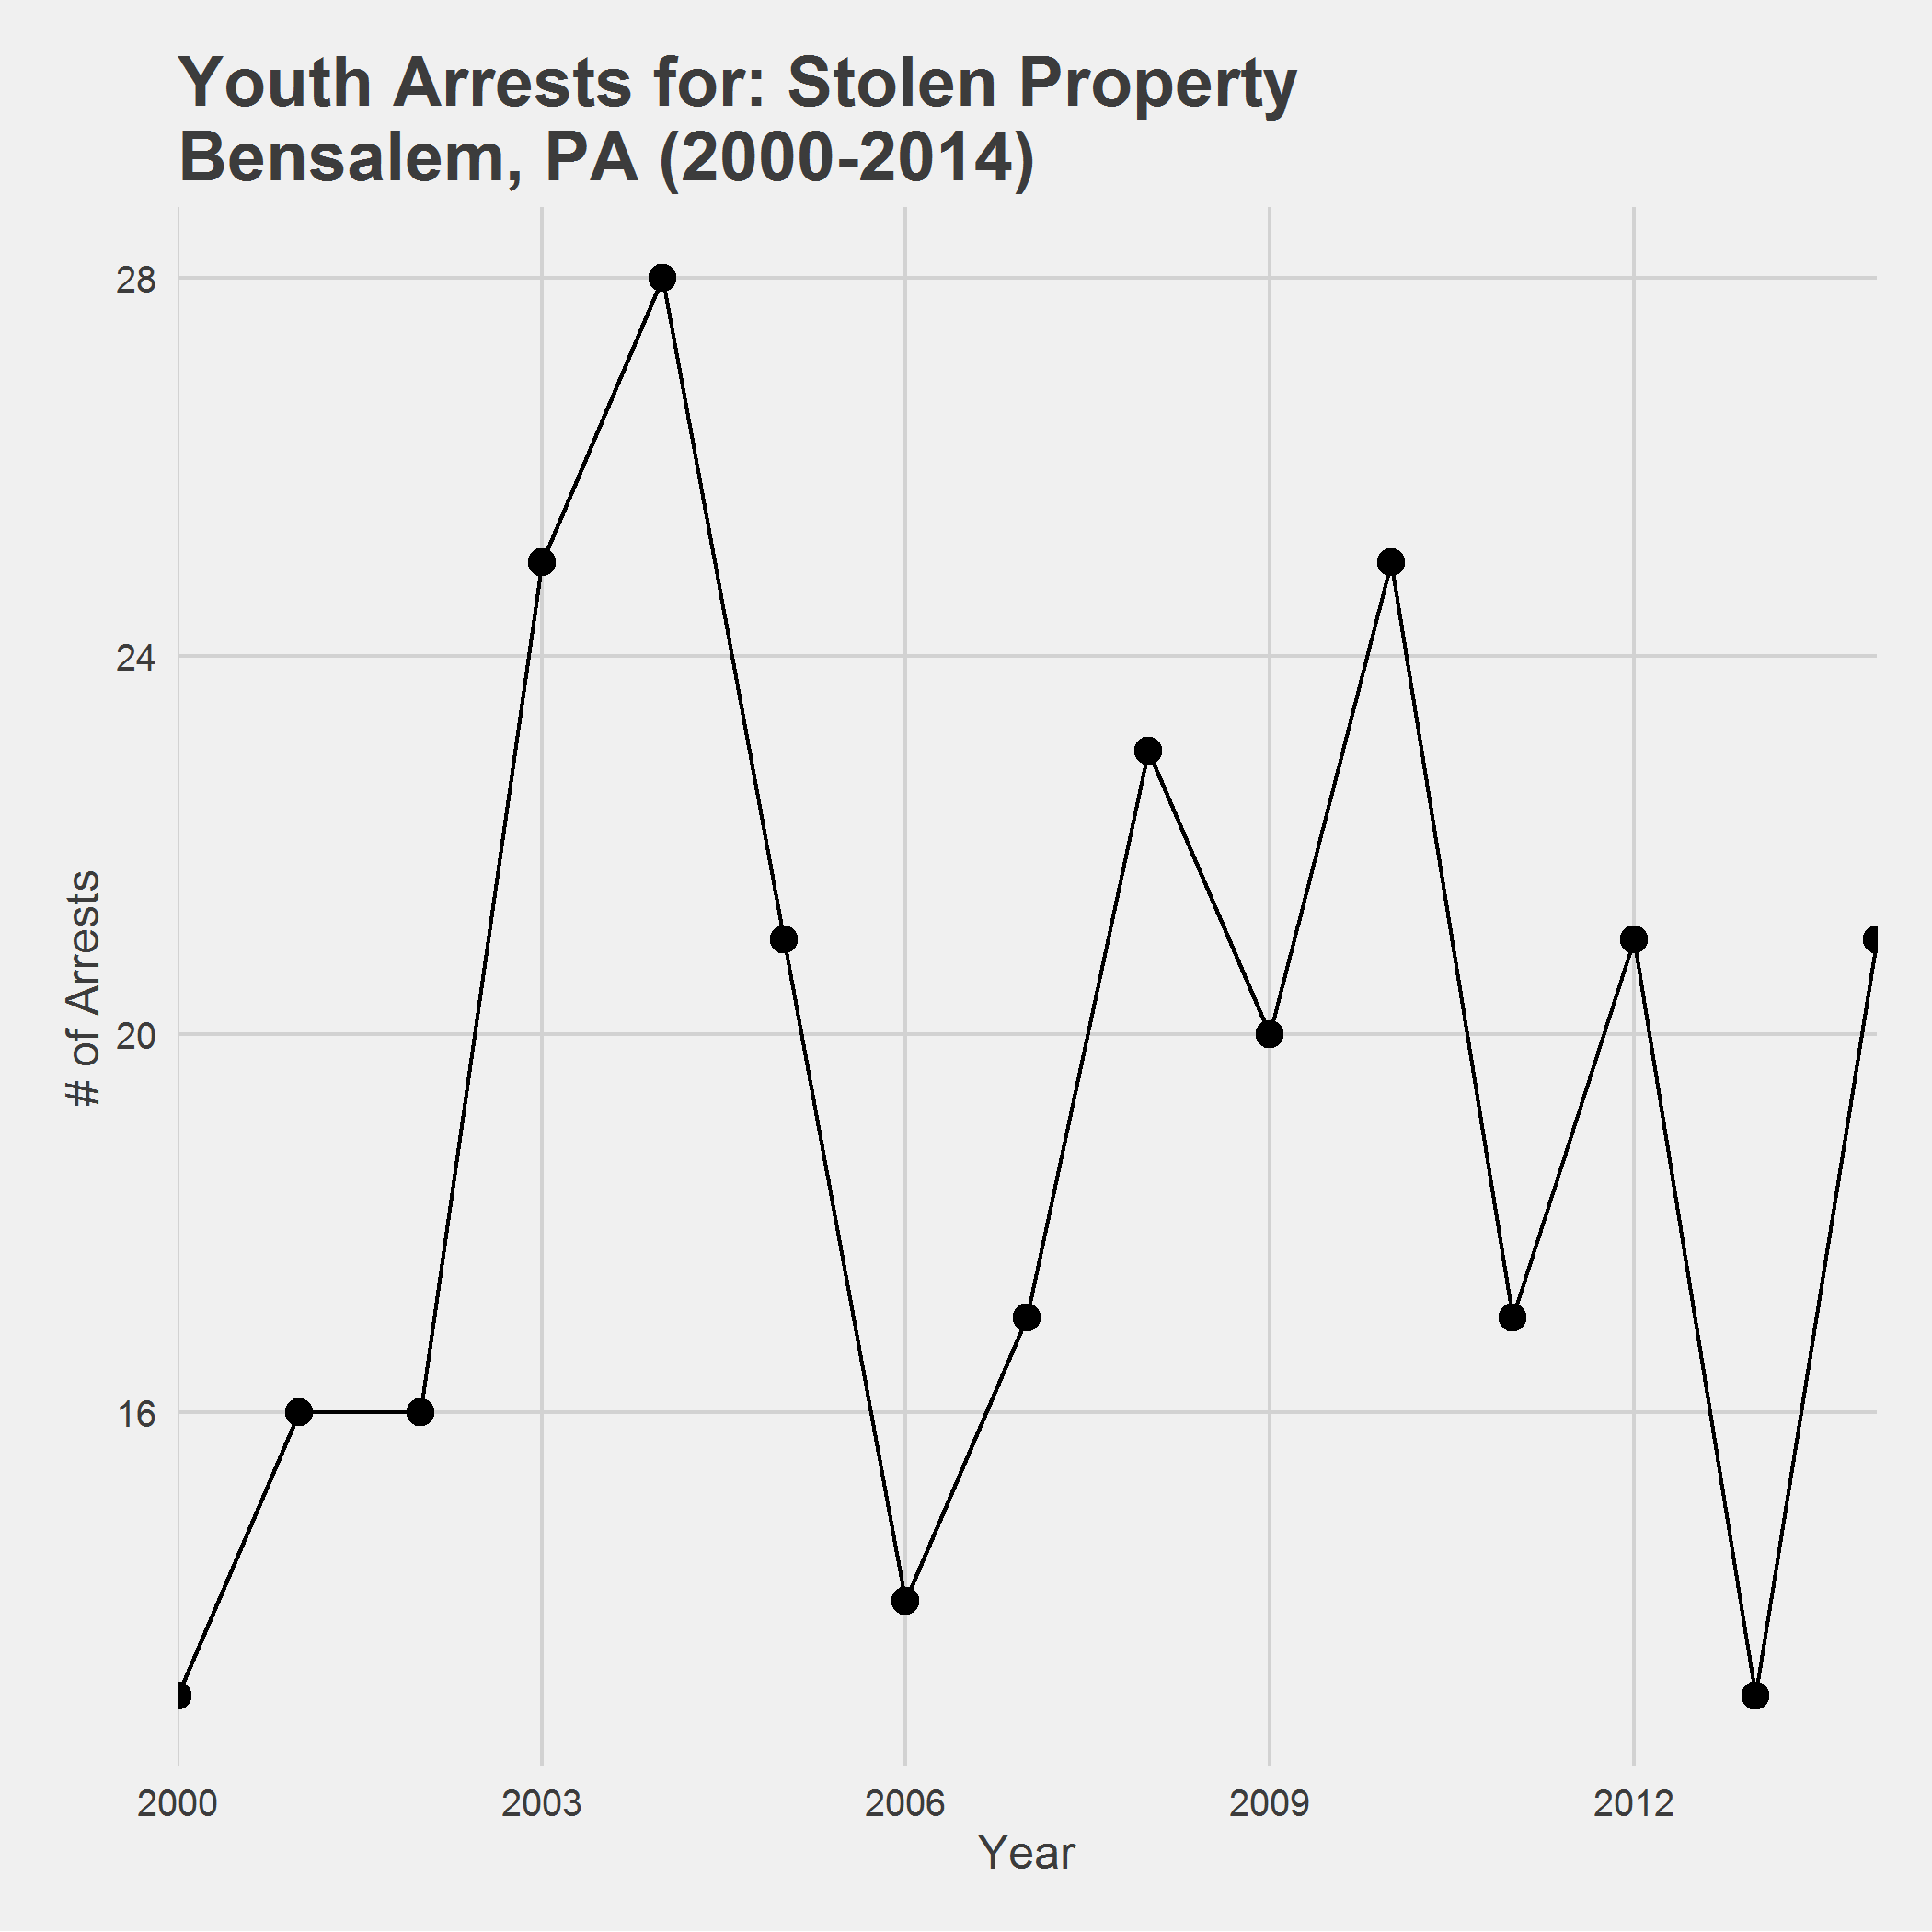 Youth Arrests for: Stolen Property
Bensalem, PA (2000-2014)
28
24
20
16
# of Arrests
2000
2003
2006
2009
2012
Year